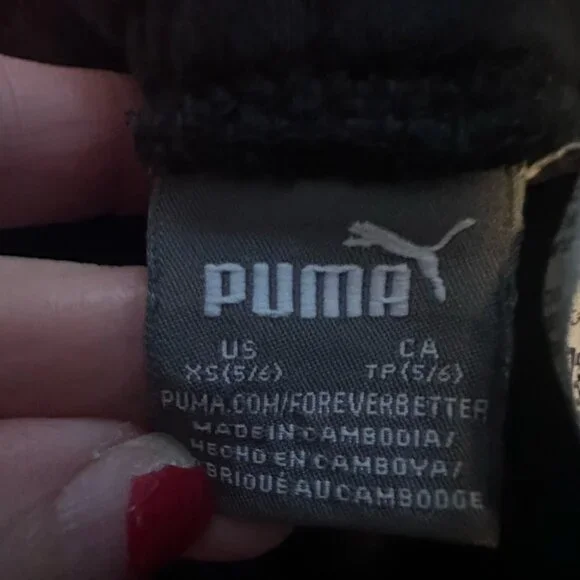 PUMA
US CA
XS(5/6) TP(5/6)
PUMA.COM/FOREVERBETTER
MADE IN CAMBODIA/
HECHO EN CAMBOYA/
BRIQUÉ AU CAMBODGE